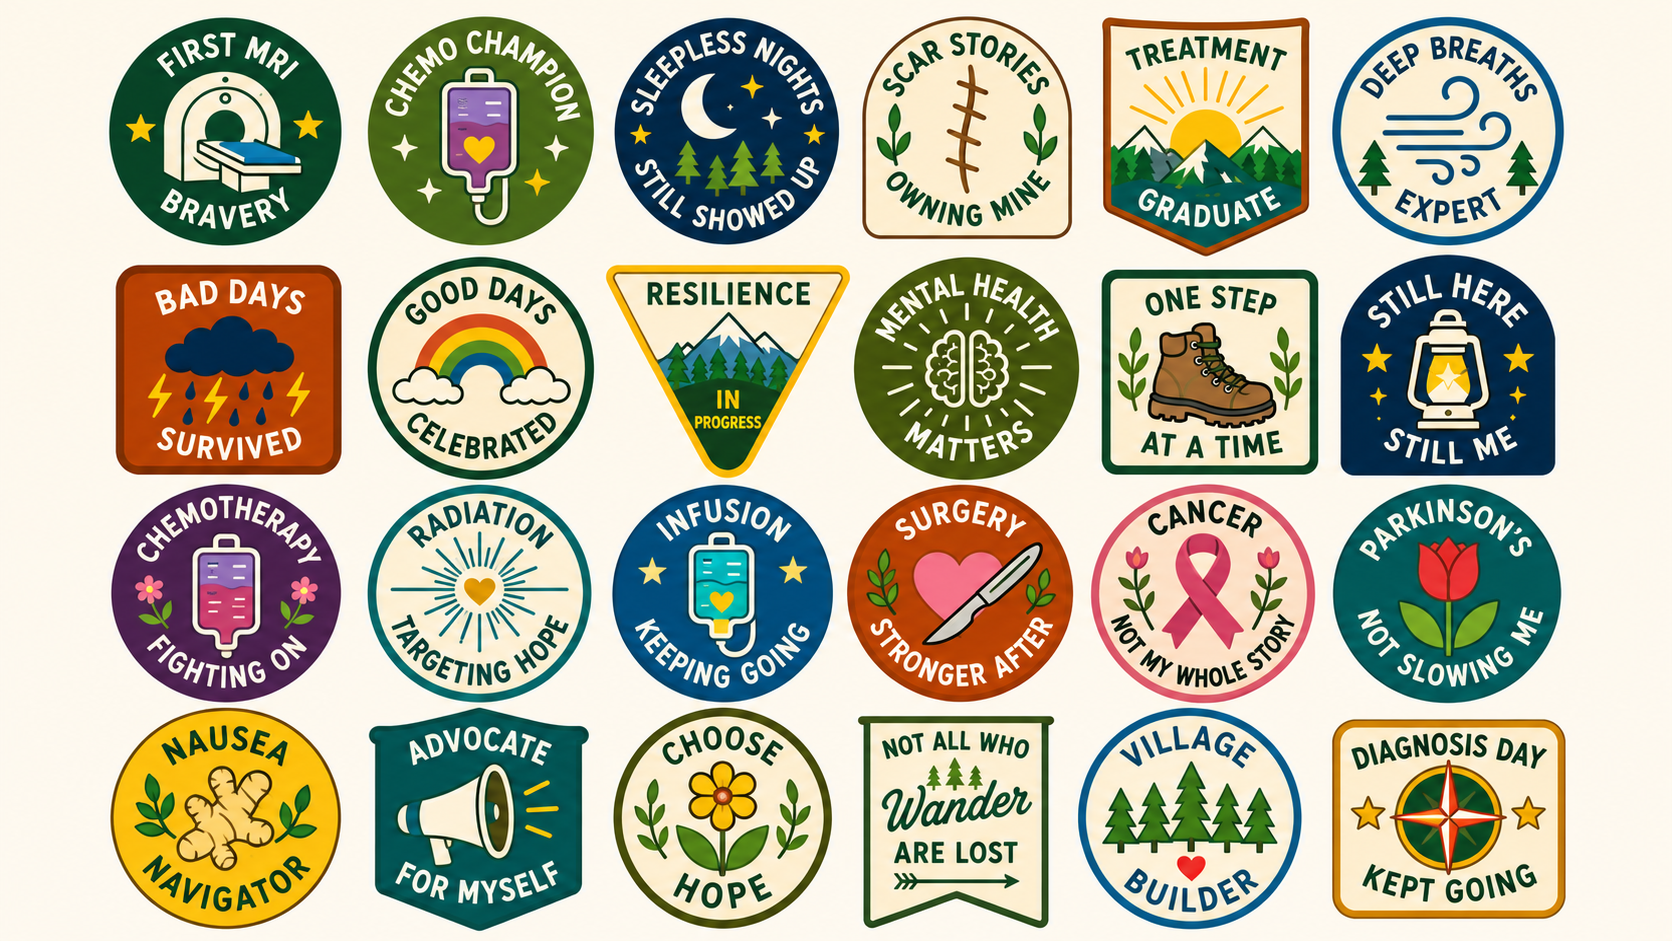 FIRST MRI
BRAVERY
CHEMO CHAMPION
SLEEPLESS NIGHTS
STILL SHOWED UP
SCAR STORIES
OWNING MINE
TREATMENT
GRADUATE
DEEP BREATHS
EXPERT
BAD DAYS
SURVIVED
GOOD DAYS
CELEBRATED
RESILIENCE
IN
PROGRESS
MENTAL HEALTH
MATTERS
ONE STEP
AT A TIME
STILL HERE
STILL ME
CHEMOTHERAPY
FIGHTING ON
RADIATION
TARGETING HOPE
INFUSION
KEEPING GOING
SURGERY
STRONGER AFTER
CANCER
NOT MY WHOLE STORY
PARKINSON'S
NOT SLOWING ME
NAUSEA
NAVIGATOR
ADVOCATE
FOR MYSELF
CHOOSE
HOPE
NOT ALL WHO
Wander
ARE LOST
VILLAGE
BUILDER
DIAGNOSIS DAY
KEPT GOING